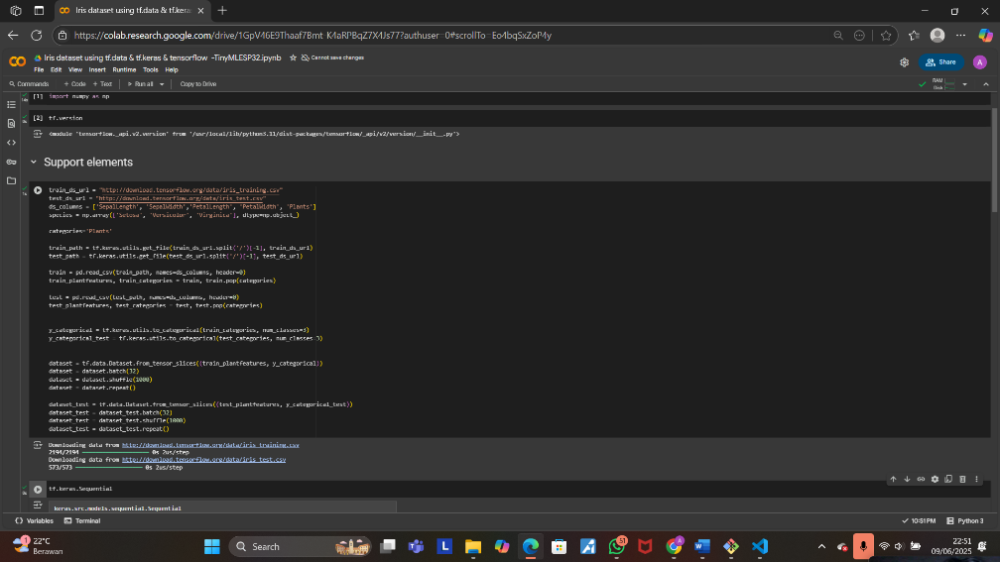 Iris dataset using tf.data & tf.kera
https://colab.research.google.com/drive/1GpV46E9Thaaf7Bmt-K4aRPBqZ7X4Js77?authuser=0#scrollTo=Eo4bqSxZoP4y
Iris dataset using tf.data & tf.keras & tensorflow -TinyMLESP32.ipynb
Cannot save changes
File Edit View Insert Runtime Tools Help
Share
A
Commands + Code + Text Run all Copy to Drive
RAM
Disk
[1] import numpy as np
[2] tf.version
<module 'tensorflow._api.v2.version' from '/usr/local/lib/python3.11/dist-packages/tensorflow/_api/v2/version/__init__.py'>
Support elements
train_ds_url = "http://download.tensorflow.org/data/iris_training.csv"
test_ds_url = "http://download.tensorflow.org/data/iris_test.csv"
ds_columns = ['SepalLength', 'SepalWidth','PetalLength', 'PetalWidth', 'Plants']
species = np.array(['Setosa', 'Versicolor', 'Virginica'], dtype=np.object_)
categories='Plants'
train_path = tf.keras.utils.get_file(train_ds_url.split('/')[-1], train_ds_url)
test_path = tf.keras.utils.get_file(test_ds_url.split('/')[-1], test_ds_url)
train = pd.read_csv(train_path, names=ds_columns, header=0)
train_plantfeatures, train_categories = train, train.pop(categories)
test = pd.read_csv(test_path, names=ds_columns, header=0)
test_plantfeatures, test_categories = test, test.pop(categories)
y_categorical = tf.keras.utils.to_categorical(train_categories, num_classes=3)
y_categorical_test = tf.keras.utils.to_categorical(test_categories, num_classes=3)
dataset = tf.data.Dataset.from_tensor_slices((train_plantfeatures, y_categorical))
dataset = dataset.batch(32)
dataset = dataset.shuffle(1000)
dataset = dataset.repeat()
dataset_test = tf.data.Dataset.from_tensor_slices((test_plantfeatures, y_categorical_test))
dataset_test = dataset_test.batch(32)
dataset_test = dataset_test.shuffle(1000)
dataset_test = dataset_test.repeat()
Downloading data from http://download.tensorflow.org/data/iris_training.csv
2194/2194 0s 2us/step
Downloading data from http://download.tensorflow.org/data/iris_test.csv
573/573 0s 2us/step
tf.keras.Sequential
keras.src.models.sequential.Sequential
Variables Terminal
10:51 PM Python 3
22°C
Berawan
Search
51
22:51
09/06/2025